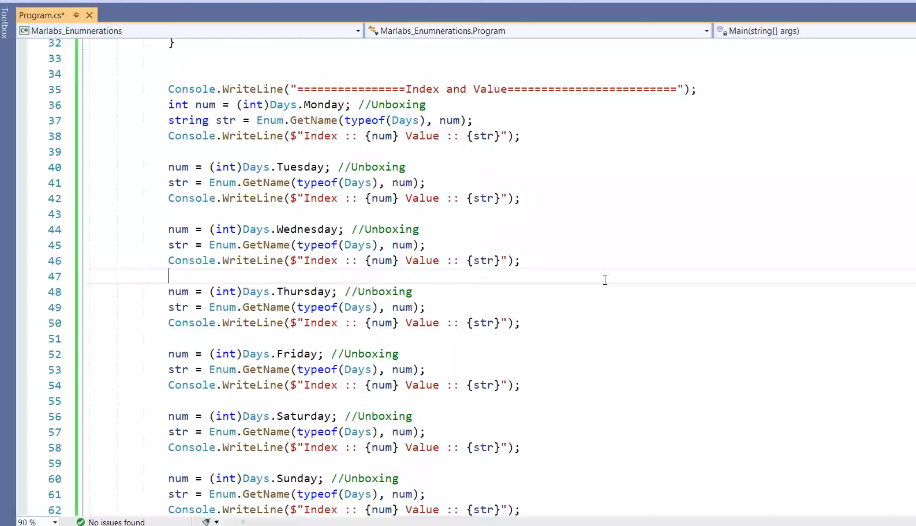 Toolbox
Program.cs*
Marlabs_Enumnerations
Marlabs_Enumnerations.Program
Main(string[] args)
32 }
33
34
35 Console.WriteLine("================Index and Value=========================");
36 int num = (int)Days.Monday; //Unboxing
37 string str = Enum.GetName(typeof(Days), num);
38 Console.WriteLine($"Index :: {num} Value :: {str}");
39
40 num = (int)Days.Tuesday; //Unboxing
41 str = Enum.GetName(typeof(Days), num);
42 Console.WriteLine($"Index :: {num} Value :: {str}");
43
44 num = (int)Days.Wednesday; //Unboxing
45 str = Enum.GetName(typeof(Days), num);
46 Console.WriteLine($"Index :: {num} Value :: {str}");
47
48 num = (int)Days.Thursday; //Unboxing
49 str = Enum.GetName(typeof(Days), num);
50 Console.WriteLine($"Index :: {num} Value :: {str}");
51
52 num = (int)Days.Friday; //Unboxing
53 str = Enum.GetName(typeof(Days), num);
54 Console.WriteLine($"Index :: {num} Value :: {str}");
55
56 num = (int)Days.Saturday; //Unboxing
57 str = Enum.GetName(typeof(Days), num);
58 Console.WriteLine($"Index :: {num} Value :: {str}");
59
60 num = (int)Days.Sunday; //Unboxing
61 str = Enum.GetName(typeof(Days), num);
62 Console.WriteLine($"Index :: {num} Value :: {str}");
90 %
No issues found